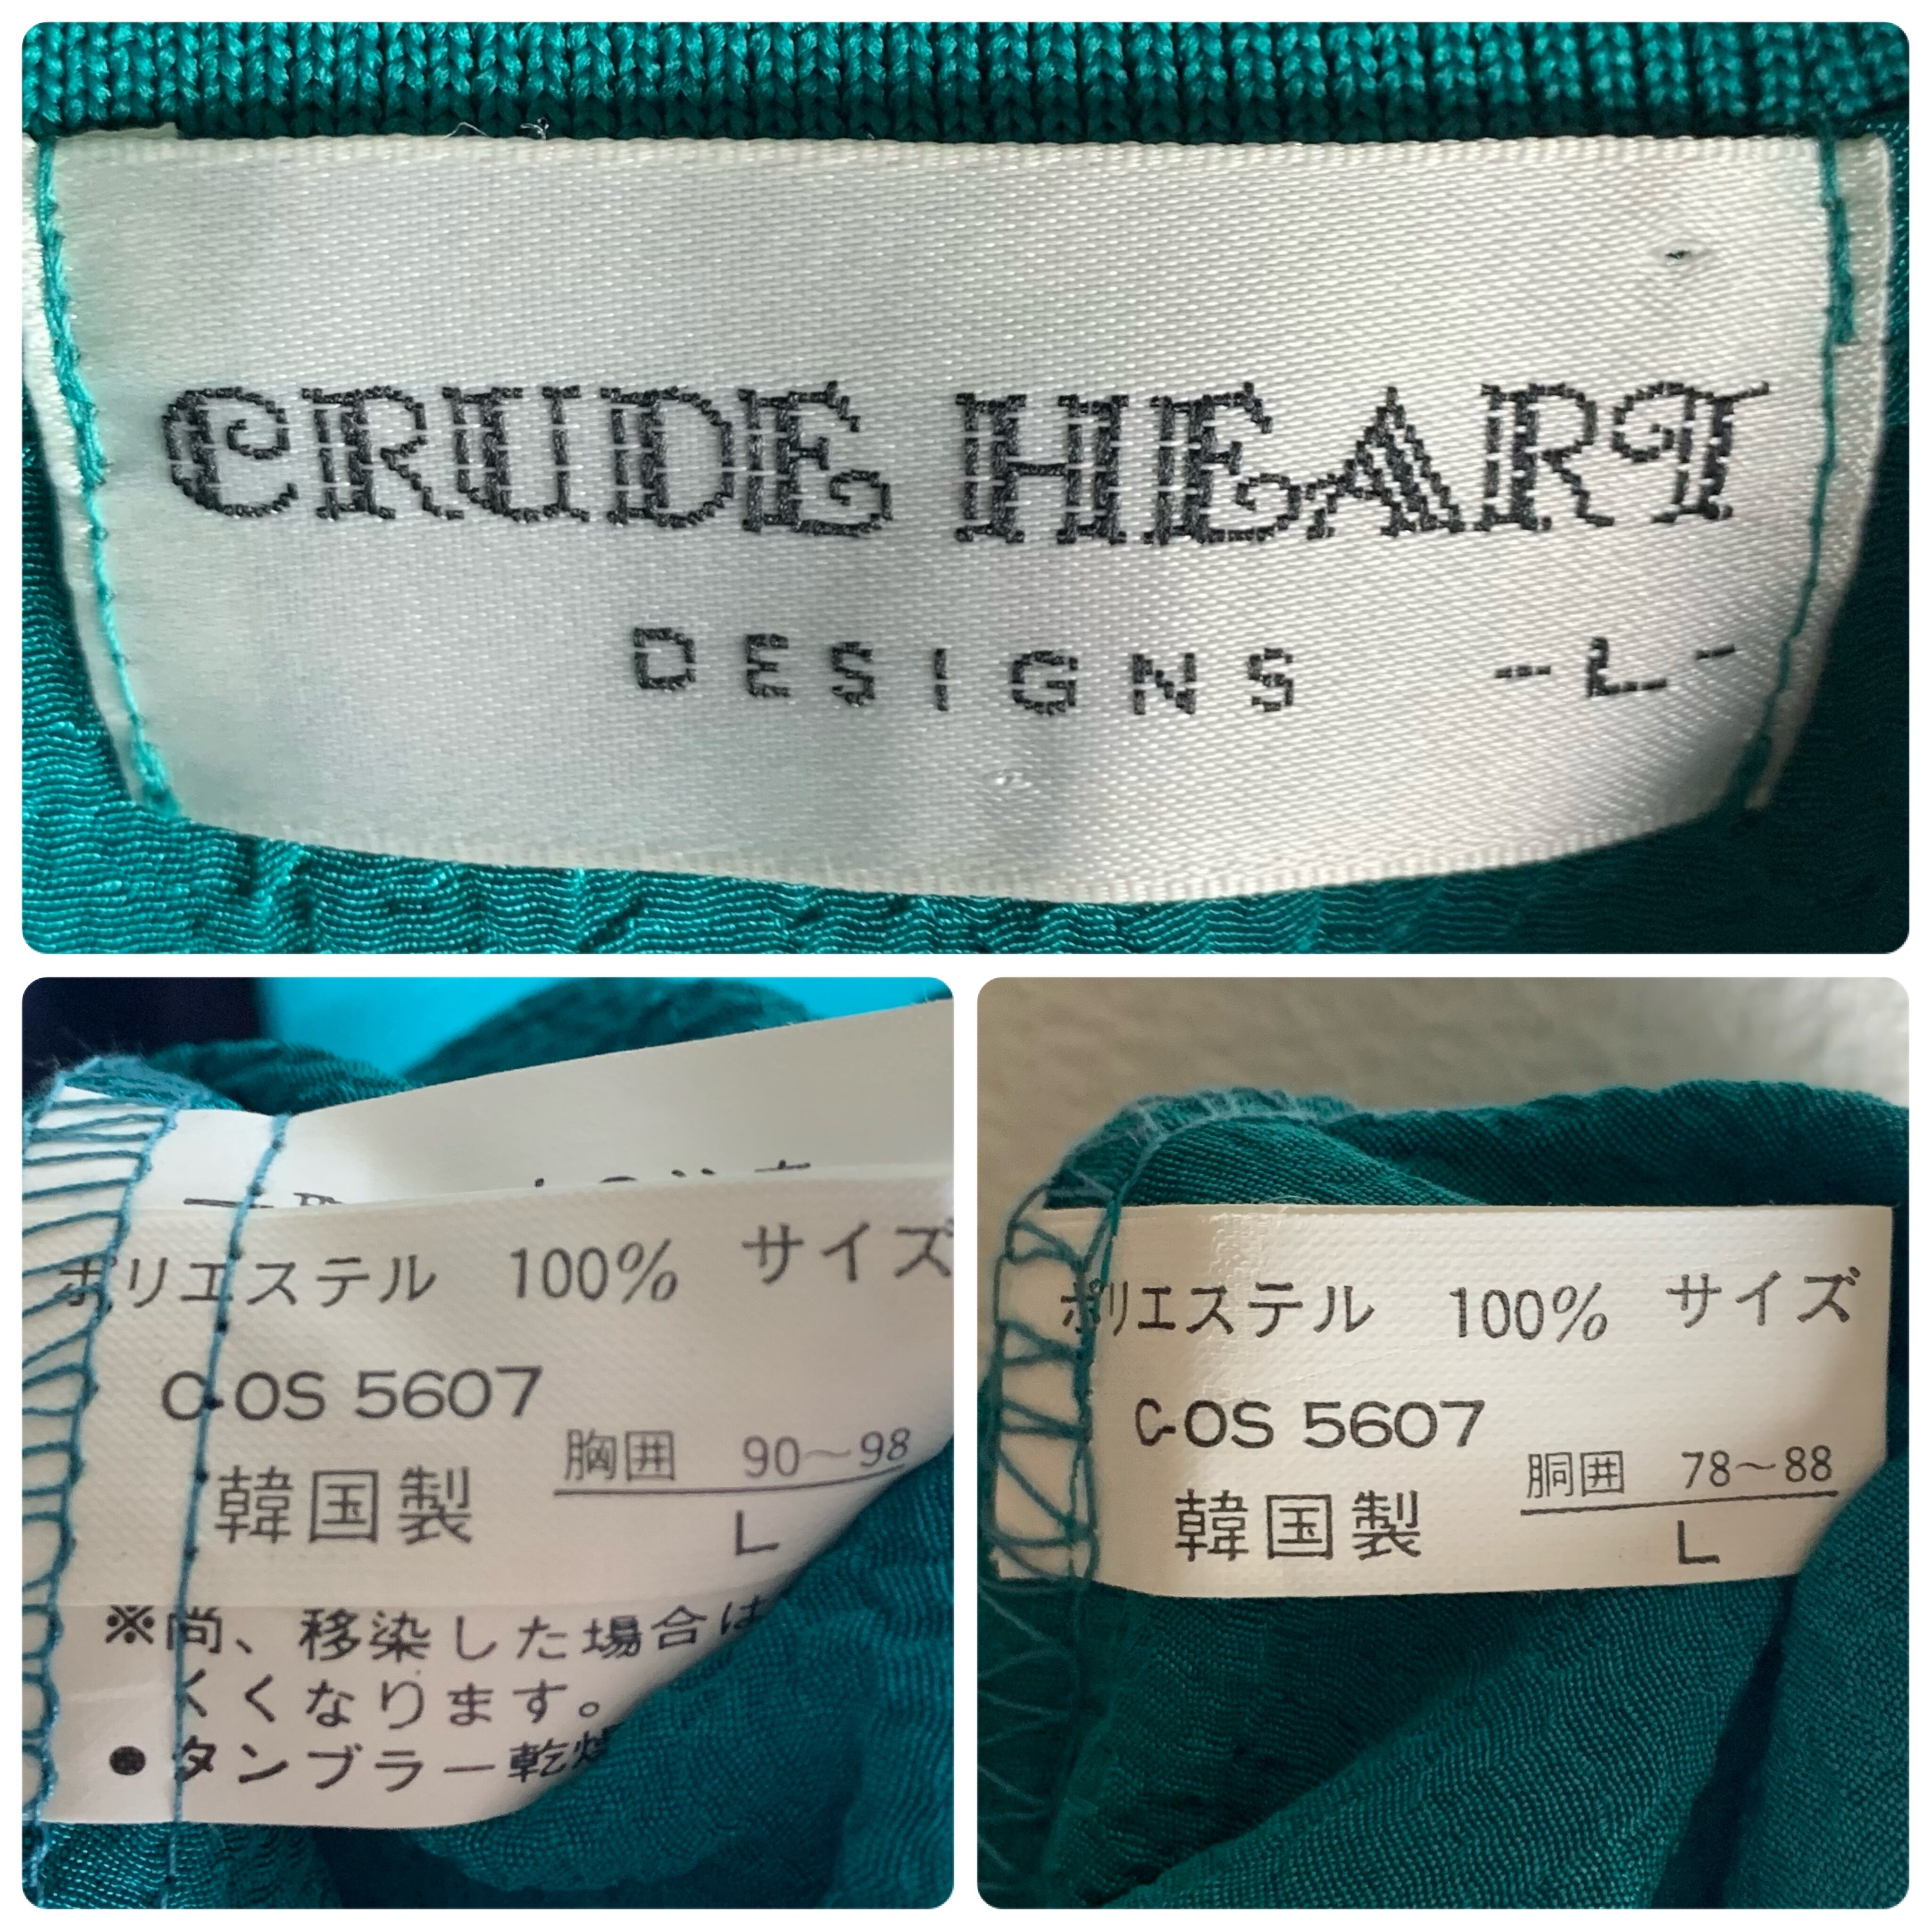 CRUDE HEART
DESIGNS -L-
ポリエステル 100% サイズ
C-OS 5607
胸囲 90～98
韓国製 L
※尚、移染した場合は
くくなります。
●タンブラー乾燥
ポリエステル 100% サイズ
C-OS 5607
胴囲 78～88
韓国製 L